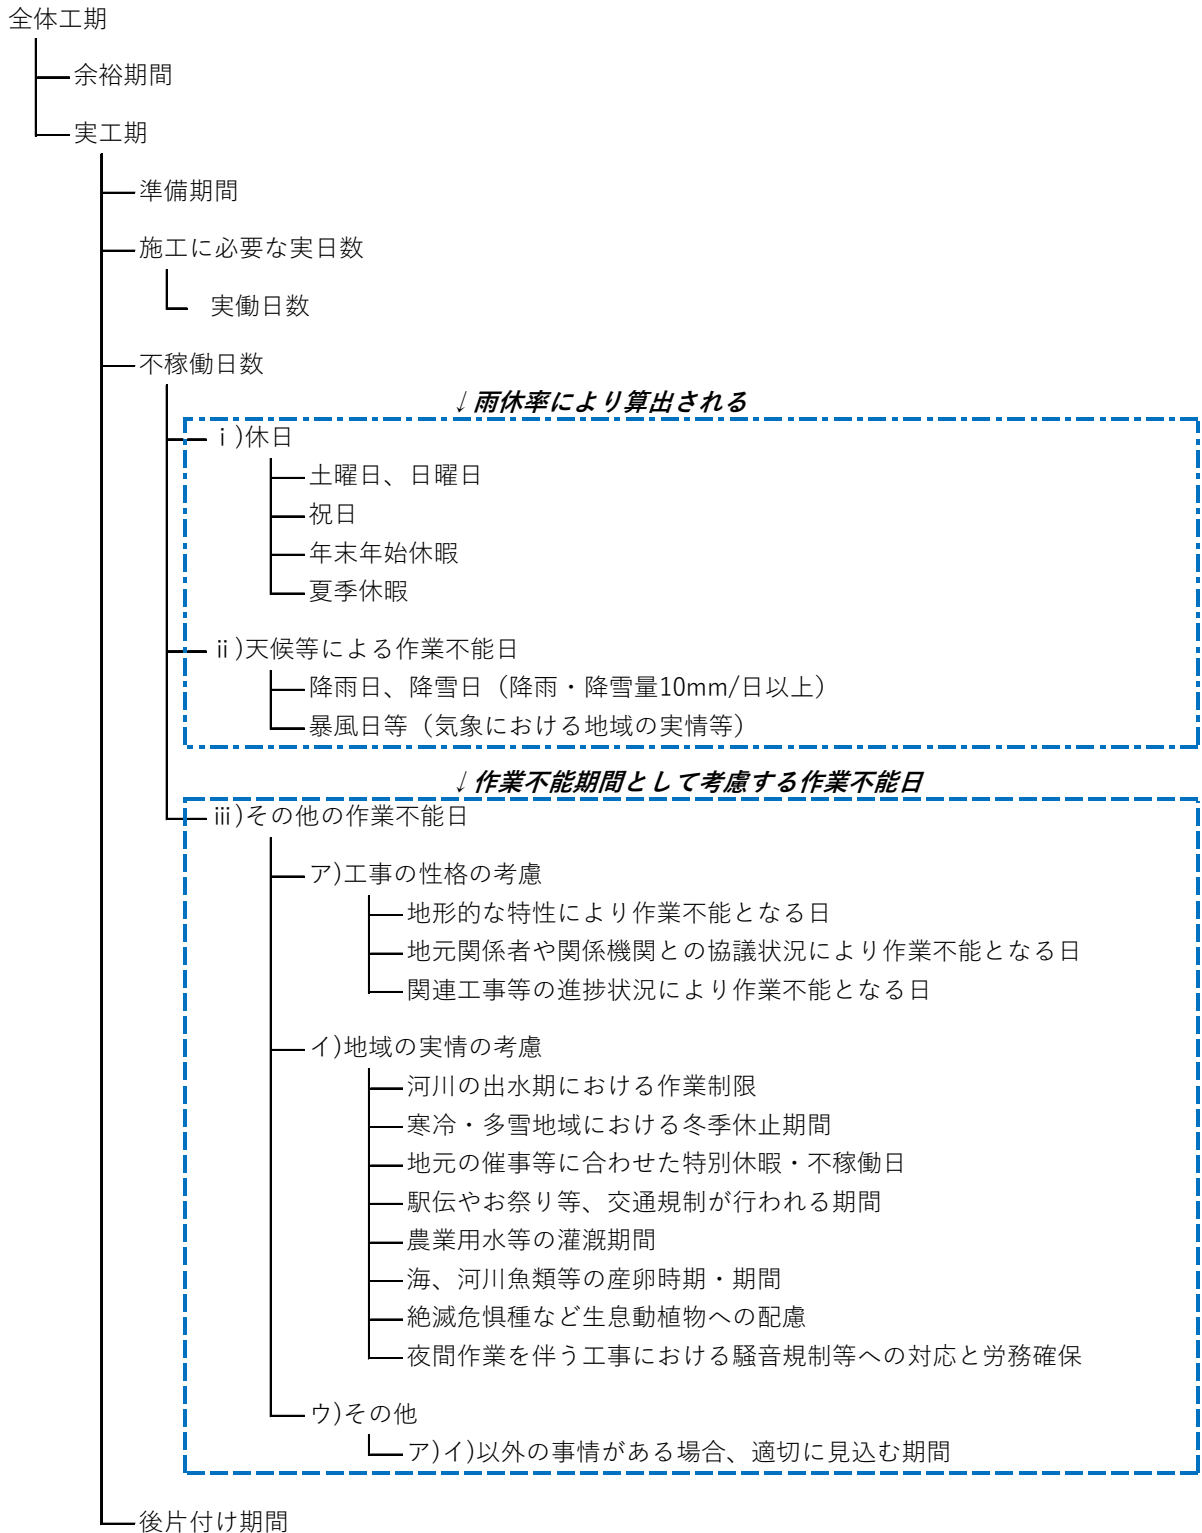 全体工期
余裕期間
実工期
準備期間
施工に必要な実日数
実働日数
不稼働日数
↓雨休率により算出される
ⅰ)休日
土曜日、日曜日
祝日
年末年始休暇
夏季休暇
ⅱ)天候等による作業不能日
降雨日、降雪日（降雨・降雪量10mm/日以上）
暴風日等（気象における地域の実情等）
↓作業不能期間として考慮する作業不能日
ⅲ)その他の作業不能日
ア)工事の性格の考慮
地形的な特性により作業不能となる日
地元関係者や関係機関との協議状況により作業不能となる日
関連工事等の進捗状況により作業不能となる日
イ)地域の実情の考慮
河川の出水期における作業制限
寒冷・多雪地域における冬季休止期間
地元の催事等に合わせた特別休暇・不稼働日
駅伝やお祭り等、交通規制が行われる期間
農業用水等の灌漑期間
海、河川魚類等の産卵時期・期間
絶滅危惧種など生息動植物への配慮
夜間作業を伴う工事における騒音規制等への対応と労務確保
ウ)その他
ア)イ)以外の事情がある場合、適切に見込む期間
後片付け期間